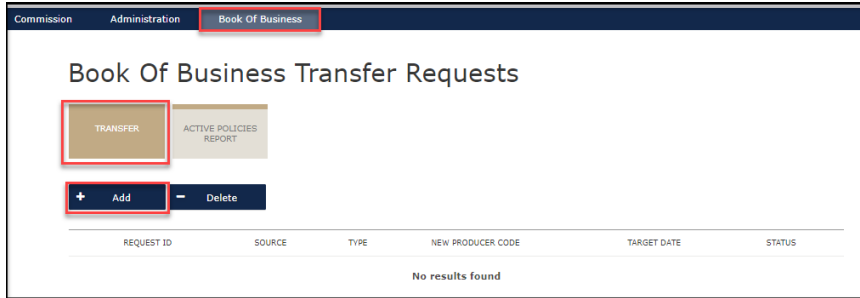 Commission Administration Book Of Business
Book Of Business Transfer Requests
TRANSFER ACTIVE POLICIES
REPORT
+ Add − Delete
REQUEST ID SOURCE TYPE NEW PRODUCER CODE TARGET DATE STATUS
No results found